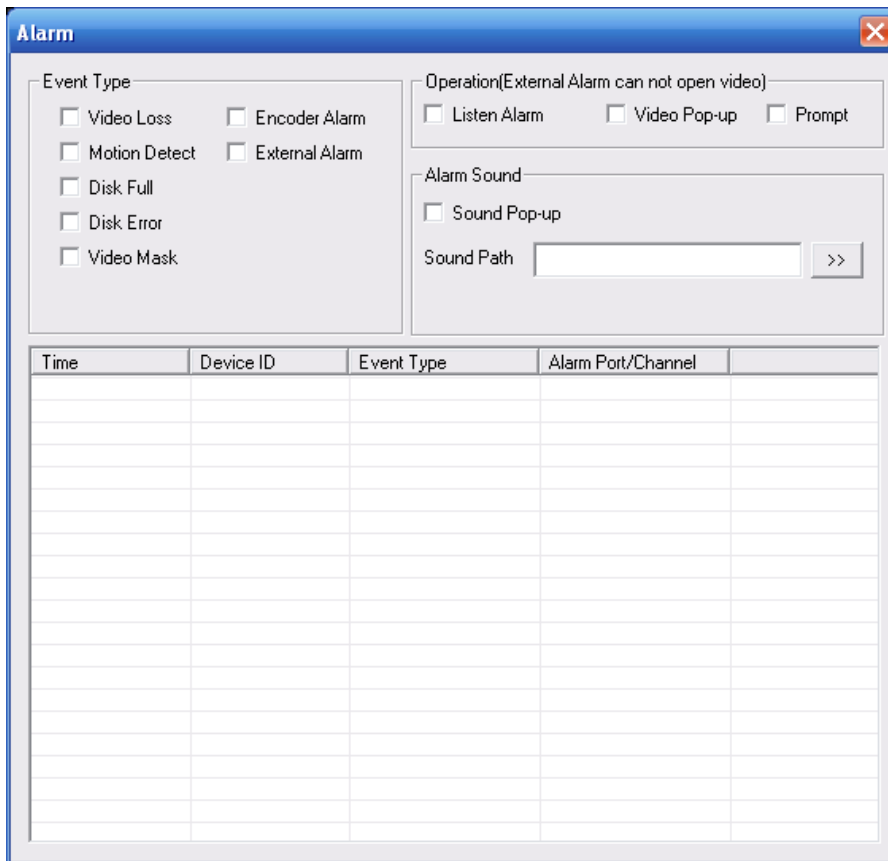 Alarm
Event Type
Video Loss
Encoder Alarm
Motion Detect
External Alarm
Disk Full
Disk Error
Video Mask
Operation(External Alarm can not open video)
Listen Alarm
Video Pop-up
Prompt
Alarm Sound
Sound Pop-up
Sound Path
>>
Time
Device ID
Event Type
Alarm Port/Channel